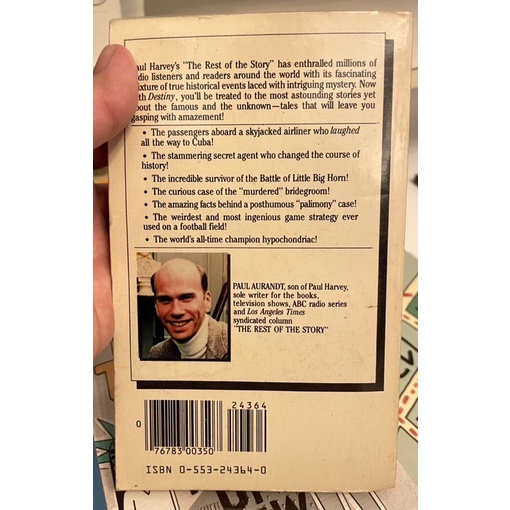 aul Harvey's "The Rest of the Story" has enthralled millions of
dio listeners and readers around the world with its fascinating
ixture of true historical events laced with intriguing mystery. Now
th Destiny, you'll be treated to the most astounding stories yet
bout the famous and the unknown—tales that will leave you
gasping with amazement!
• The passengers aboard a skyjacked airliner who laughed
all the way to Cuba!
• The stammering secret agent who changed the course of
history!
• The incredible survivor of the Battle of Little Big Horn!
• The curious case of the "murdered" bridegroom!
• The amazing facts behind a posthumous "palimony" case!
• The weirdest and most ingenious game strategy ever
used on a football field!
• The world's all-time champion hypochondriac!
PAUL AURANDT, son of Paul Harvey,
sole writer for the books,
television shows, ABC radio series
and Los Angeles Times
syndicated column
"THE REST OF THE STORY"
24364
0
76783 00350
ISBN 0-553-24364-0